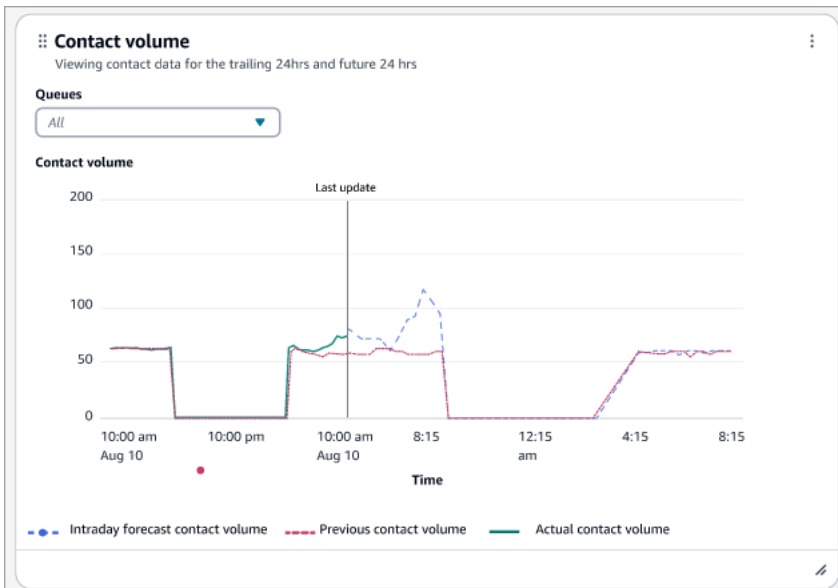 Contact volume
Viewing contact data for the trailing 24hrs and future 24 hrs
Queues
All
Contact volume
Last update
200
150
100
50
0
10:00 am 10:00 pm 10:00 am 8:15 12:15 4:15 8:15
Aug 10 Aug 10 am
Time
Intraday forecast contact volume Previous contact volume Actual contact volume